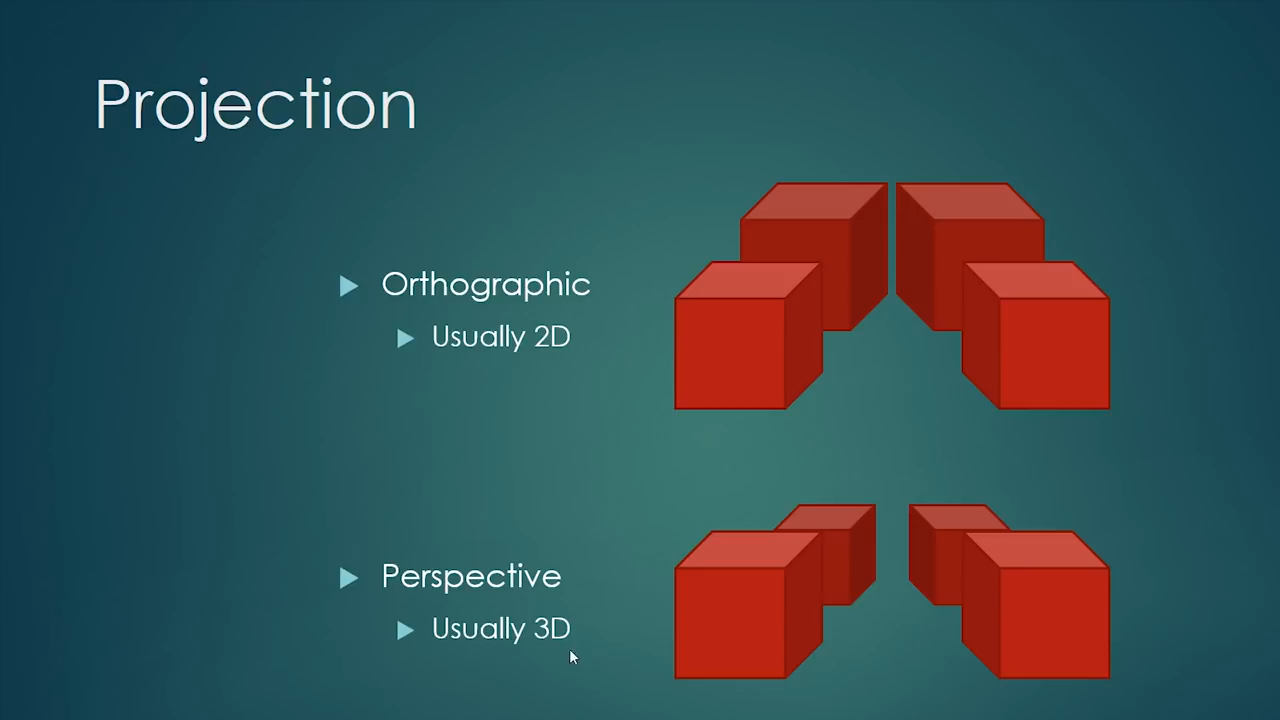 Projection
Orthographic
Usually 2D
Perspective
Usually 3D